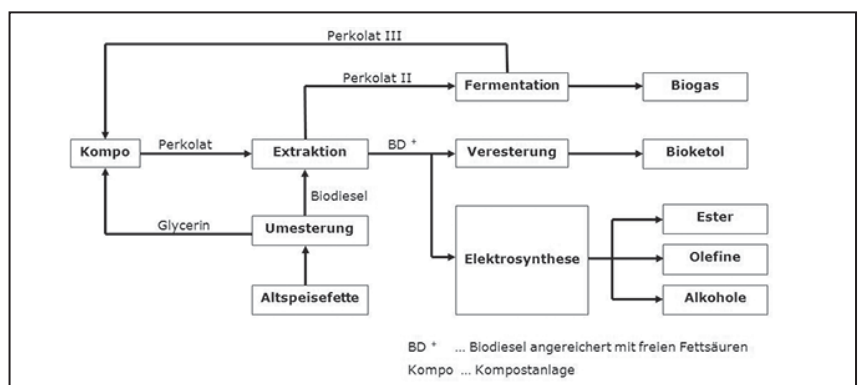 Perkolat III
Perkolat II
Fermentation
Biogas
Kompo
Perkolat
Extraktion
BD +
Veresterung
Bioketol
Biodiesel
Glycerin
Umesterung
Ester
Elektrosynthese
Olefine
Altspeisefette
Alkohole
BD + ... Biodiesel angereichert mit freien Fettsäuren
Kompo ... Kompostanlage